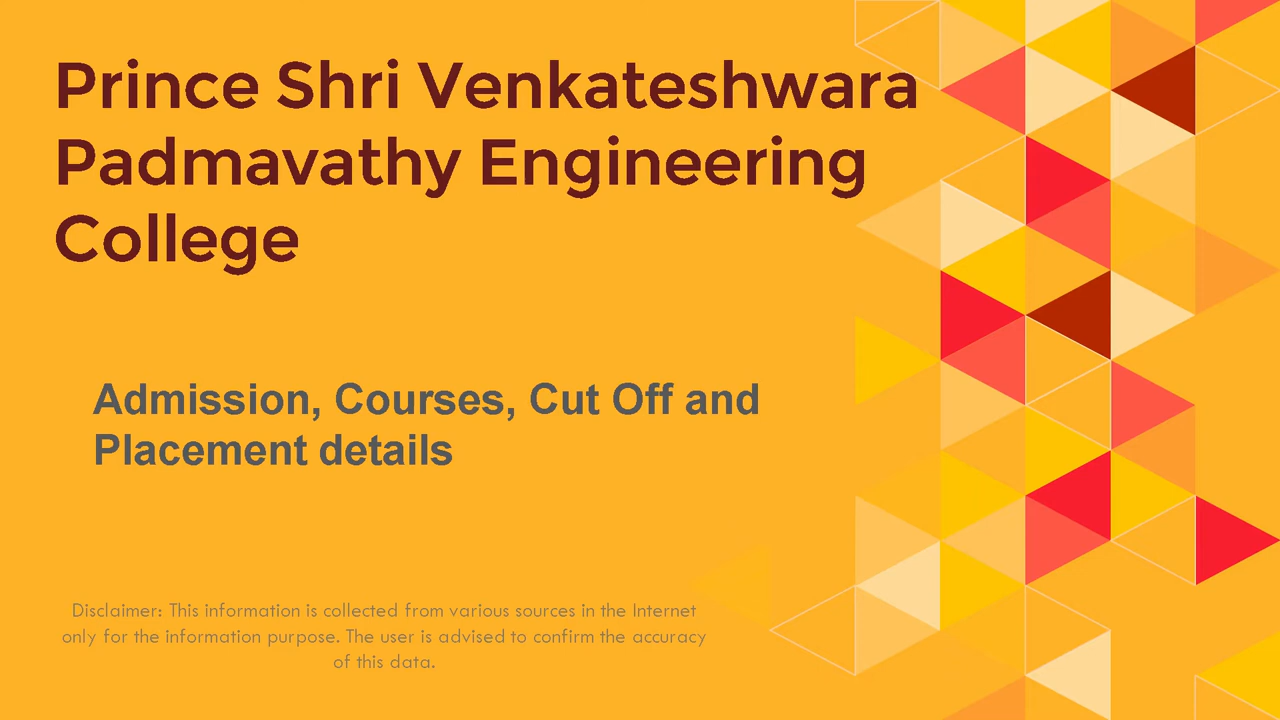 Prince Shri Venkateshwara
Padmavathy Engineering
College
Admission, Courses, Cut Off and
Placement details
Disclaimer: This information is collected from various sources in the Internet
only for the information purpose. The user is advised to confirm the accuracy
of this data.